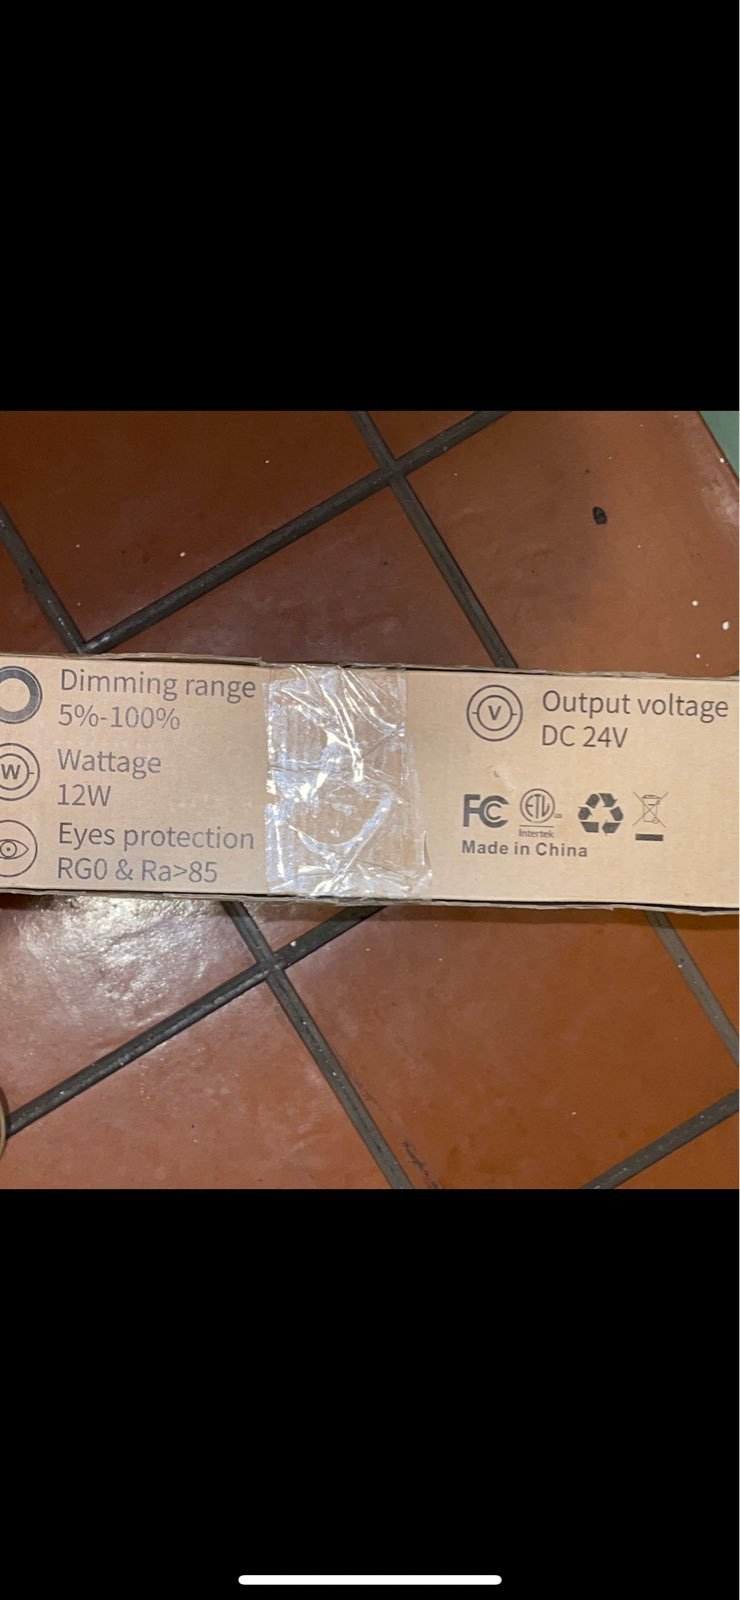 Dimming range
5%-100%
W
Wattage
12W
Eyes protection
RG0 & Ra>85
V
Output voltage
DC 24V
FC
ETL
Intertek
Made in China